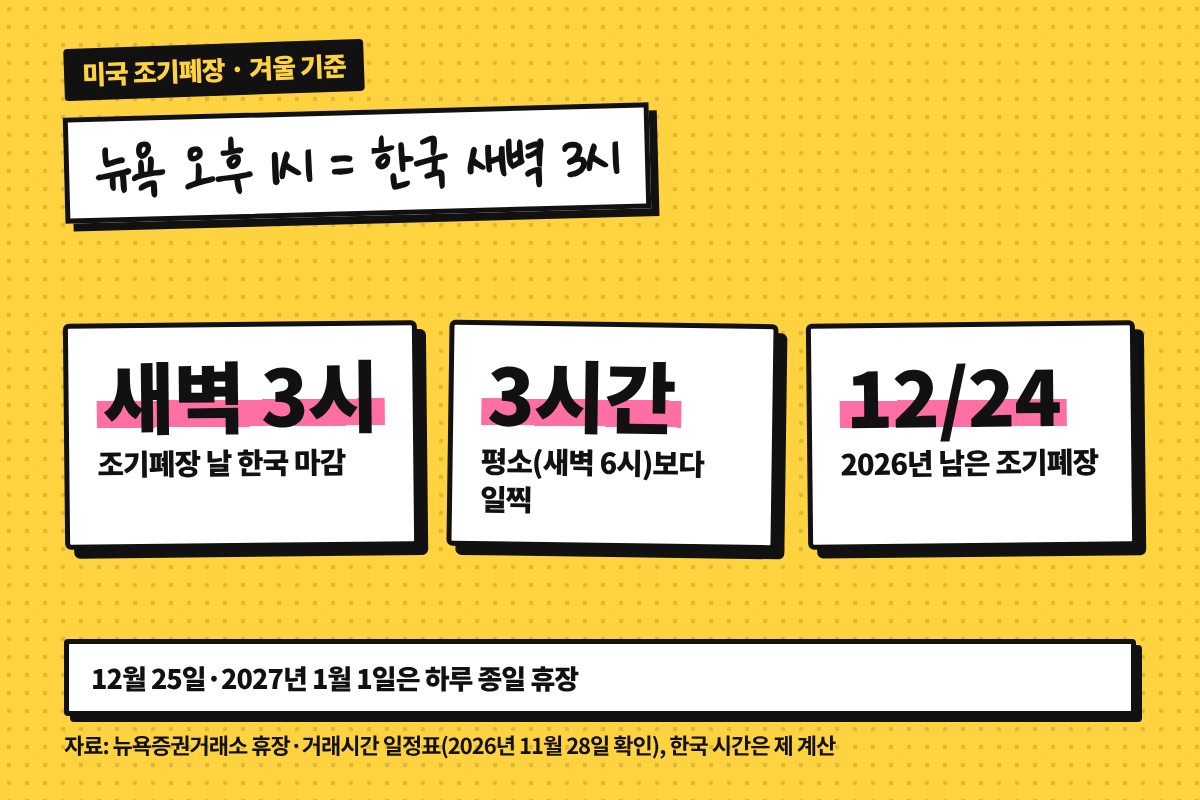 미국 조기폐장 · 겨울 기준
뉴욕 오후 1시 = 한국 새벽 3시
새벽 3시
조기폐장 날 한국 마감
3시간
평소(새벽 6시)보다
일찍
12/24
2026년 남은 조기폐장
12월 25일·2027년 1월 1일은 하루 종일 휴장
자료: 뉴욕증권거래소 휴장·거래시간 일정표(2026년 11월 28일 확인), 한국 시간은 제 계산